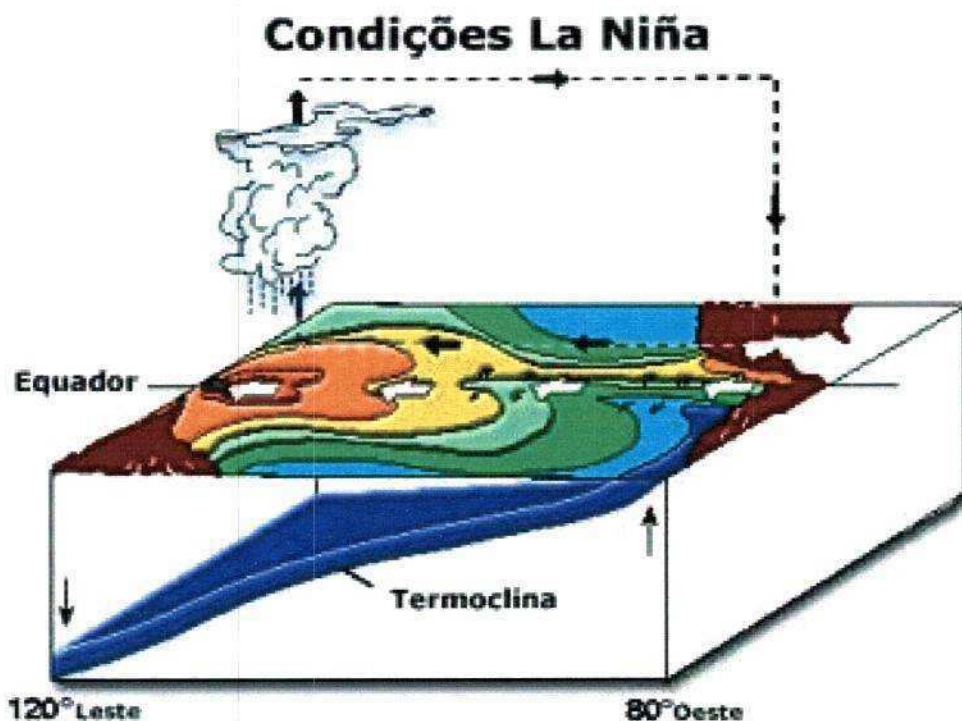 Condições La Niña
Equador
Termoclina
120°Leste
80°Oeste